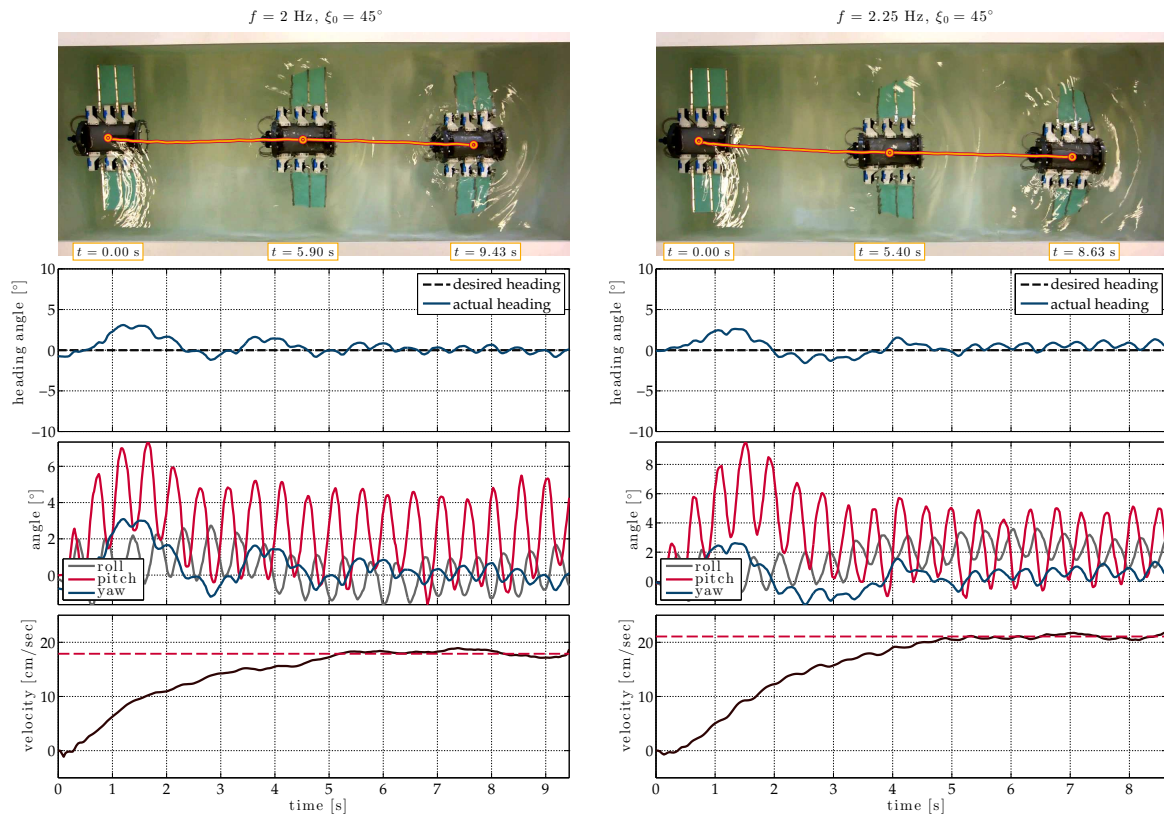 f = 2 Hz, ξ₀ = 45°
t = 0.00 s
t = 5.90 s
t = 9.43 s
heading angle [°]
10
5
0
−5
−10
desired heading
actual heading
angle [°]
6
4
2
0
roll
pitch
yaw
velocity [cm/sec]
20
10
0
0 1 2 3 4 5 6 7 8 9
time [s]
f = 2.25 Hz, ξ₀ = 45°
t = 0.00 s
t = 5.40 s
t = 8.63 s
heading angle [°]
10
5
0
−5
−10
desired heading
actual heading
angle [°]
8
6
4
2
0
roll
pitch
yaw
velocity [cm/sec]
20
10
0
0 1 2 3 4 5 6 7 8
time [s]